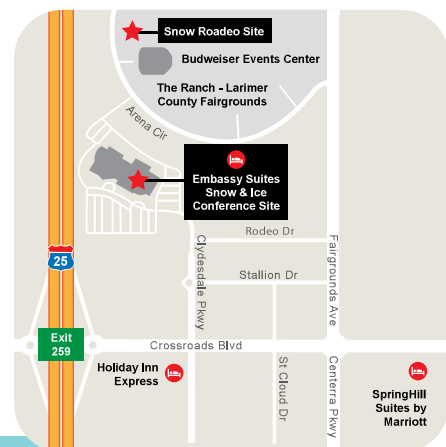 Snow Roadeo Site
Budweiser Events Center
The Ranch - Larimer
County Fairgrounds
Arena Cir
Embassy Suites
Snow & Ice
Conference Site
Rodeo Dr
Clydesdale Pkwy
Fairgrounds Ave
25
Stallion Dr
Exit
259
Crossroads Blvd
Holiday Inn
Express
St Cloud Dr
Centerra Pkwy
SpringHill
Suites by
Marriott